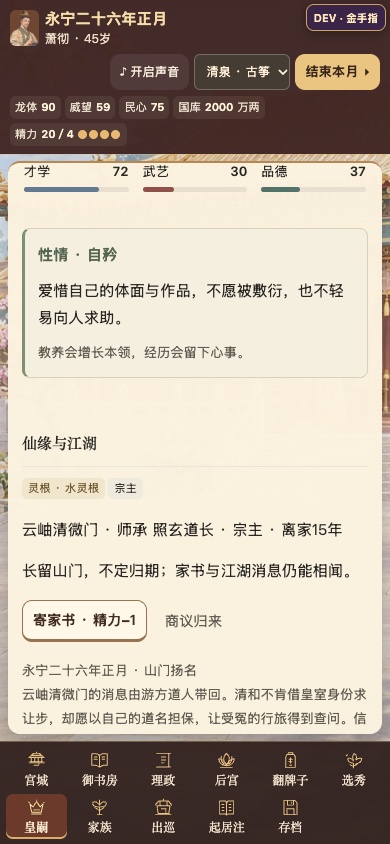 永宁二十六年正月
萧彻 · 45岁
DEV · 金手指
♪ 开启声音
清泉 · 古筝
结束本月
龙体 90
威望 59
民心 75
国库 2000 万两
精力 20 / 4
才学 72
武艺 30
品德 37
性情 · 自矜
爱惜自己的体面与作品，不愿被敷衍，也不轻
易向人求助。
教养会增长本领，经历会留下心事。
仙缘与江湖
灵根 · 水灵根
宗主
云岫清微门 · 师承 照玄道长 · 宗主 · 离家15年
长留山门，不定归期；家书与江湖消息仍能相闻。
寄家书 · 精力−1
商议归来
永宁二十六年正月 · 山门扬名
云岫清微门的消息由游方道人带回。清和不肯借皇室身份求
让步，却愿以自己的道名担保，让受冤的行旅得到查问。信
宫城
御书房
理政
后宫
翻牌子
选秀
皇嗣
家族
出巡
起居注
存档